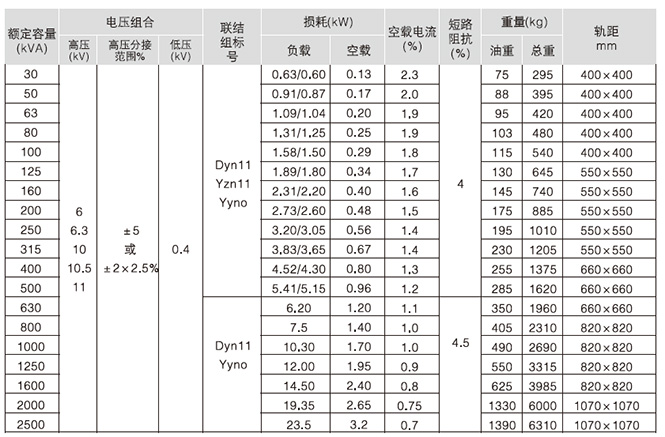 额定容量 (kVA) 电压组合 联结组标号 损耗(kW) 空载电流 (%) 短路阻抗 (%) 重量(kg) 轨距 mm
高压 (kV) 高压分接范围% 低压 (kV) 负载 空载 油重 总重
30 0.63/0.60 0.13 2.3 75 295 400×400
50 0.91/0.87 0.17 2.0 88 395 400×400
63 1.09/1.04 0.20 1.9 95 420 400×400
80 1.31/1.25 0.25 1.9 103 480 400×400
100 1.58/1.50 0.29 1.8 115 540 400×400
125 Dyn11 1.89/1.80 0.34 1.7 130 645 550×550
160 Yzn11 2.31/2.20 0.40 1.6 4 145 740 550×550
200 6 Yyno 2.73/2.60 0.48 1.5 175 885 550×550
250 6.3 ±5 3.20/3.05 0.56 1.4 195 1010 550×550
315 10 或 0.4 3.83/3.65 0.67 1.4 230 1205 550×550
400 10.5 ±2×2.5% 4.52/4.30 0.80 1.3 255 1375 660×660
500 11 5.41/5.15 0.96 1.2 285 1620 660×660
630 6.20 1.20 1.1 350 1960 660×660
800 7.5 1.40 1.0 4.5 405 2310 820×820
1000 Dyn11 10.30 1.70 1.0 490 2690 820×820
1250 Yyno 12.00 1.95 0.9 550 3315 820×820
1600 14.50 2.40 0.8 625 3985 820×820
2000 19.35 2.65 0.75 1330 6000 1070×1070
2500 23.5 3.2 0.7 1390 6310 1070×1070